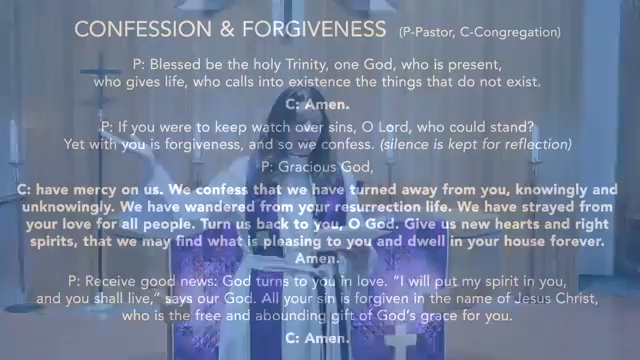 CONFESSION & FORGIVENESS (P-Pastor, C-Congregation)
P: Blessed be the holy Trinity, one God, who is present,
who gives life, who calls into existence the things that do not exist.
C: Amen.
P: If you were to keep watch over sins, O Lord, who could stand?
Yet with you is forgiveness, and so we confess. (silence is kept for reflection)
P: Gracious God,
C: have mercy on us. We confess that we have turned away from you, knowingly and
unknowingly. We have wandered from your resurrection life. We have strayed from
your love for all people. Turn us back to you, O God. Give us new hearts and right
spirits, that we may find what is pleasing to you and dwell in your house forever.
Amen.
P: Receive good news: God turns to you in love. “I will put my spirit in you,
and you shall live,” says our God. All your sin is forgiven in the name of Jesus Christ,
who is the free and abounding gift of God’s grace for you.
C: Amen.